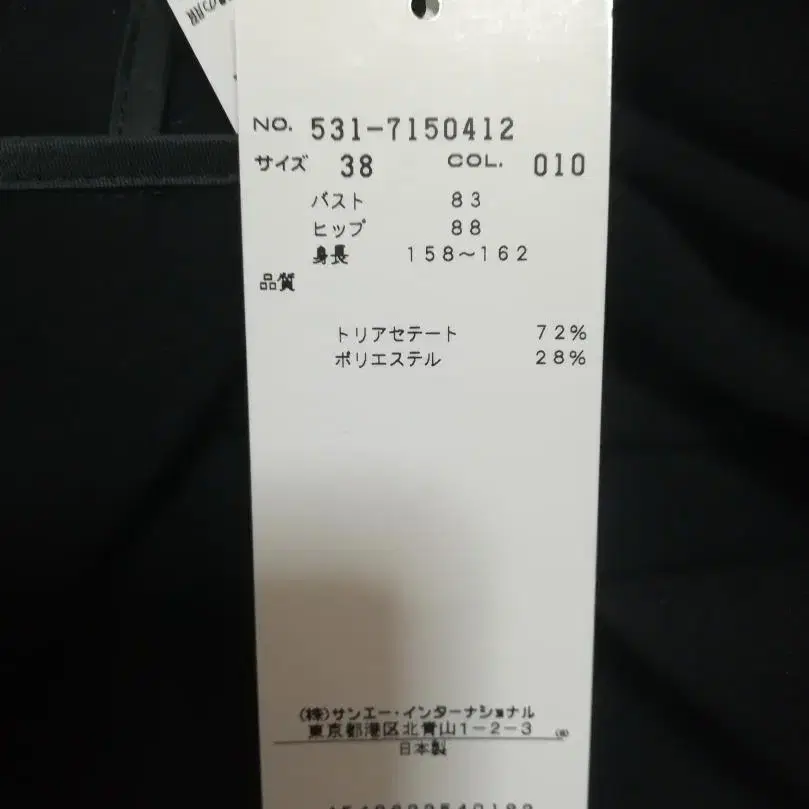 NO. 531-7150412
サイズ 38 COL. 010
バスト 83
ヒップ 88
身長 158～162
品質
トリアセテート 72%
ポリエステル 28%
(株)サンエー・インターナショナル
東京都港区北青山1-2-3
日本製